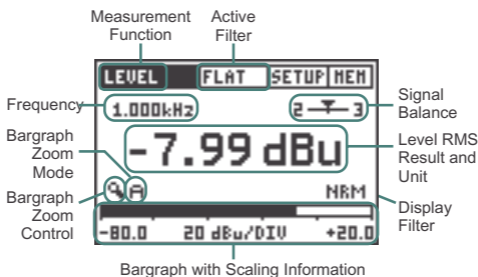 Measurement Function
Active Filter
LEVEL FLAT SETUP MEM
Frequency
1.000kHz
2 3
Signal Balance
Bargraph Zoom Mode
-7.99 dBu
Level RMS Result and Unit
A
NRM
Bargraph Zoom Control
Display Filter
-80.0 20 dBu/DIV +20.0
Bargraph with Scaling Information